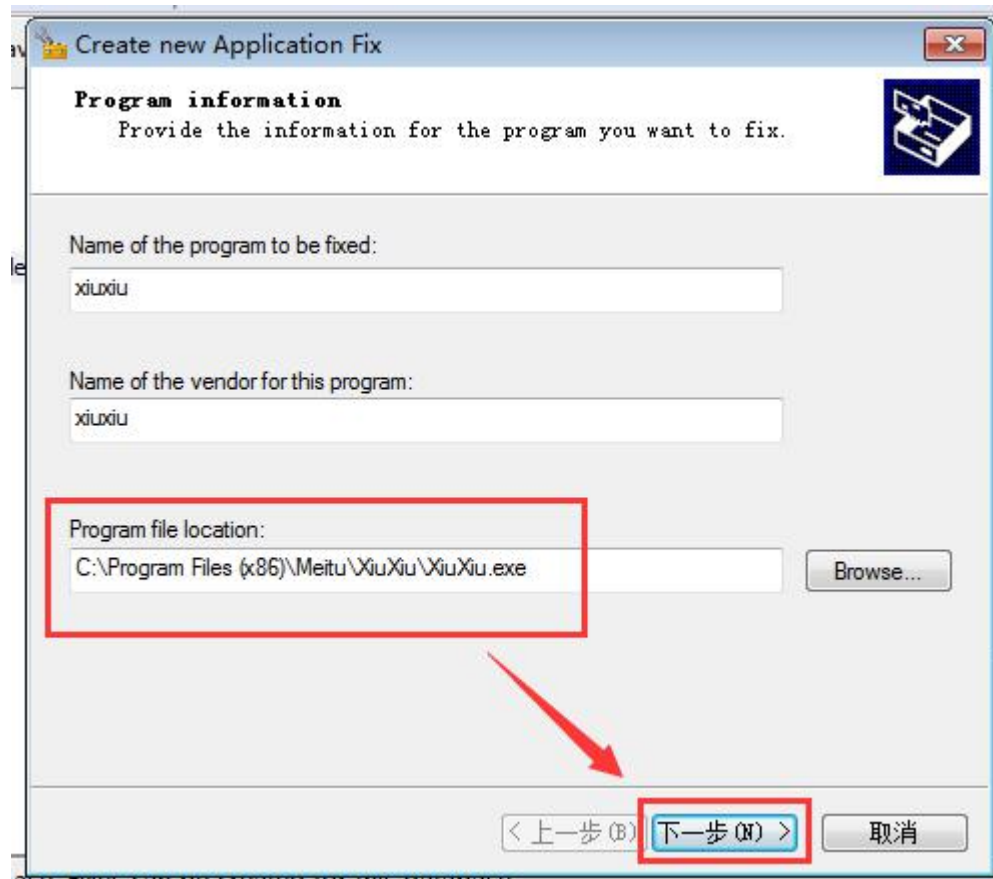 Create new Application Fix
Program information
Provide the information for the program you want to fix.
Name of the program to be fixed:
xiuxiu
Name of the vendor for this program:
xiuxiu
Program file location:
C:\Program Files (x86)\Meitu\XiuXiu\XiuXiu.exe
Browse...
< 上一步(B) 下一步(N) > 取消